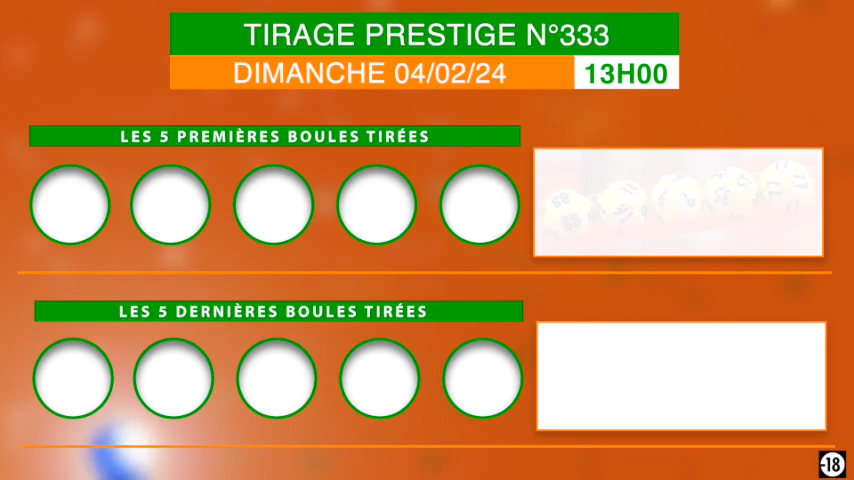 TIRAGE PRESTIGE N°333
DIMANCHE 04/02/24
13H00
LES 5 PREMIÈRES BOULES TIRÉES
LES 5 DERNIÈRES BOULES TIRÉES
-18